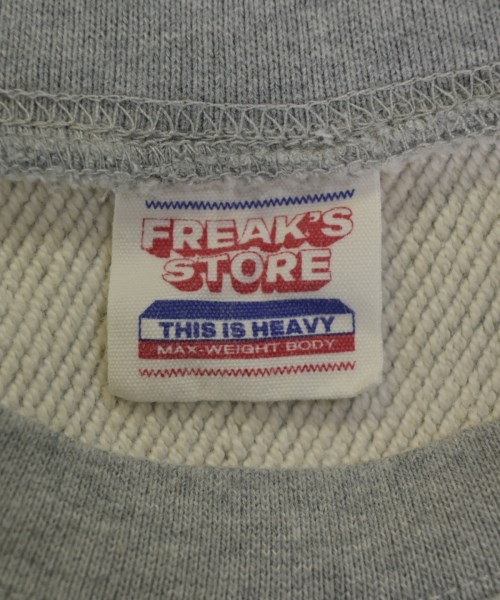 FREAK'S
STORE
THIS IS HEAVY
MAX-WEIGHT BODY